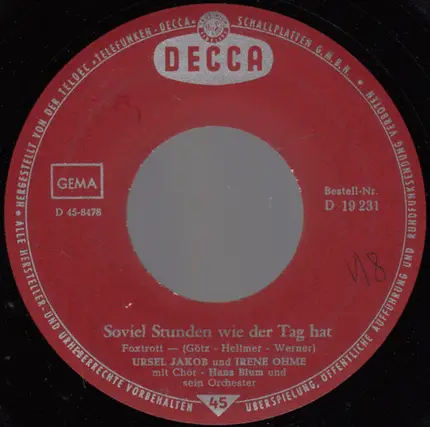 HERGESTELLT VON DER TELDEC »TELEFUNKEN-DECCA« SCHALLPLATTEN G.M.B.H.
DECCA
GEMA
D 45-8478
Bestell-Nr.
D 19 231
118
Soviel Stunden wie der Tag hat
Foxtrott — (Götz - Hellmer - Werner)
URSEL JAKOB und IRENE OHME
mit Chor - Hans Blum und
sein Orchester
45
ALLE HERSTELLER- UND URHEBERRECHTE VORBEHALTEN
ÜBERSPIELUNG, ÖFFENTLICHE AUFFÜHRUNG UND RUNDFUNKSENDUNG VERBOTEN